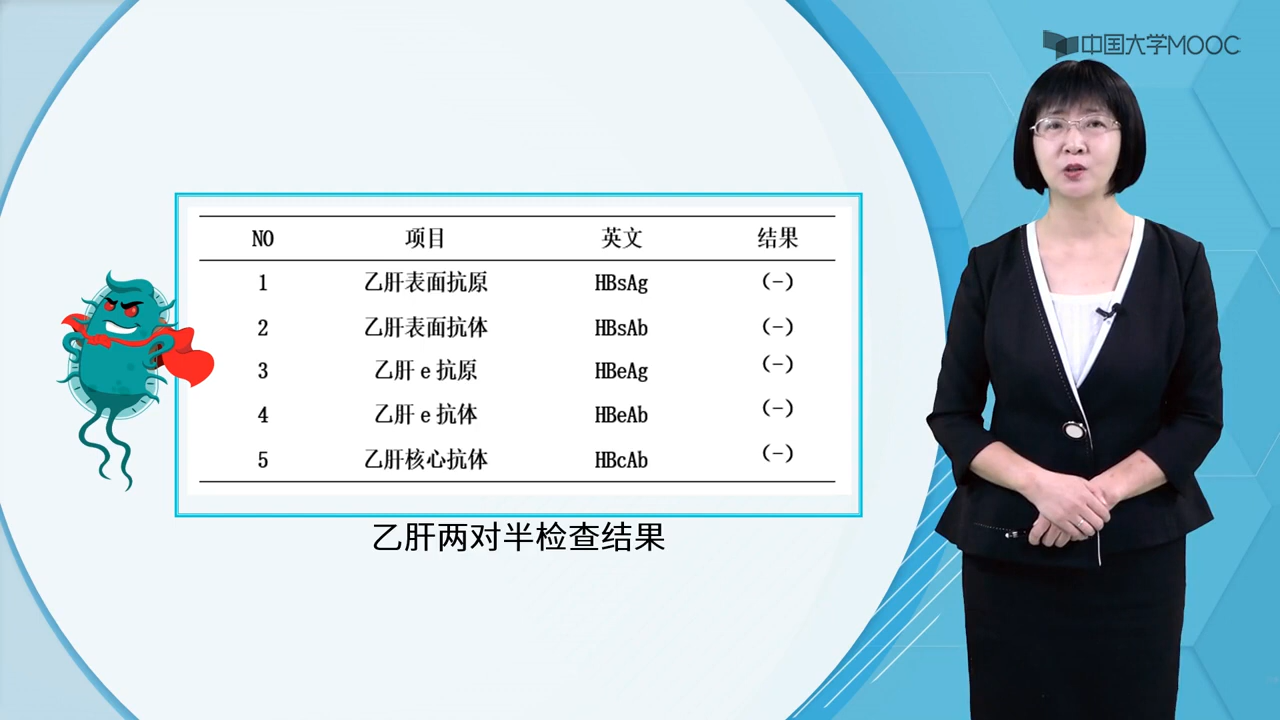 中国大学MOOC
NO 项目 英文 结果
1 乙肝表面抗原 HBsAg (-)
2 乙肝表面抗体 HBsAb (-)
3 乙肝 e 抗原 HBeAg (-)
4 乙肝 e 抗体 HBeAb (-)
5 乙肝核心抗体 HBcAb (-)
乙肝两对半检查结果